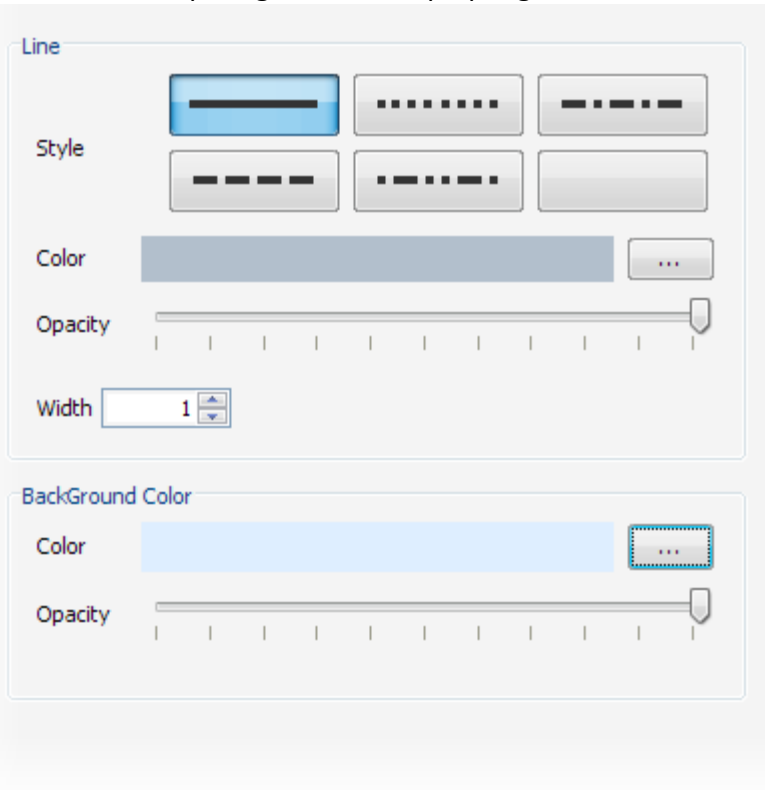 Line
Style
Color ...
Opacity
Width 1
BackGround Color
Color ...
Opacity